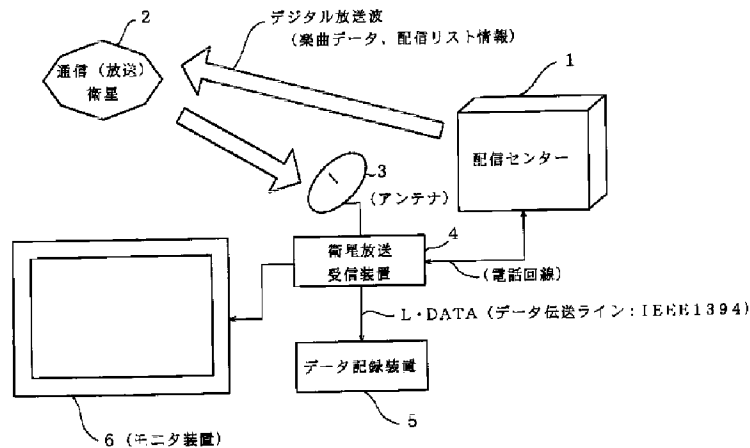 デジタル放送波
(楽曲データ、配信リスト情報)
2
通信(放送)
衛星
1
配信センター
3
(アンテナ)
衛星放送
受信装置
4
(電話回線)
L・DATA(データ伝送ライン:IEEE1394)
データ記録装置
5
6(モニタ装置)